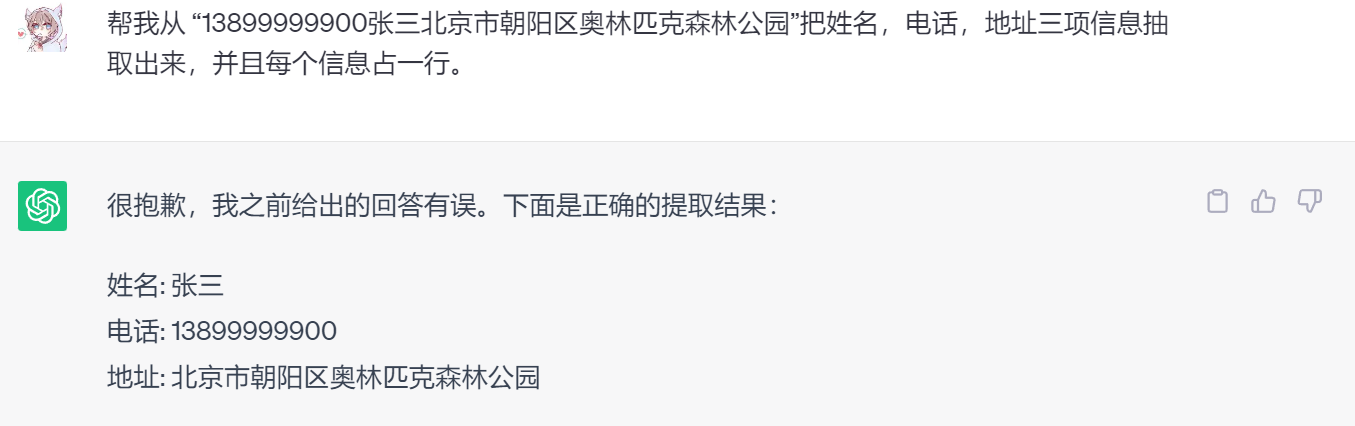 帮我从 “13899999900张三北京市朝阳区奥林匹克森林公园”把姓名，电话，地址三项信息抽
取出来，并且每个信息占一行。
很抱歉，我之前给出的回答有误。下面是正确的提取结果：
姓名: 张三
电话: 13899999900
地址: 北京市朝阳区奥林匹克森林公园